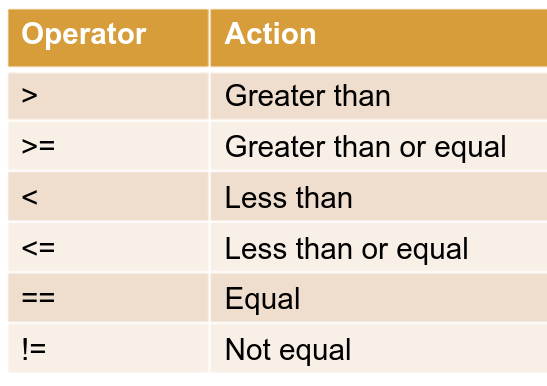 Operator Action
> Greater than
>= Greater than or equal
< Less than
<= Less than or equal
== Equal
!= Not equal